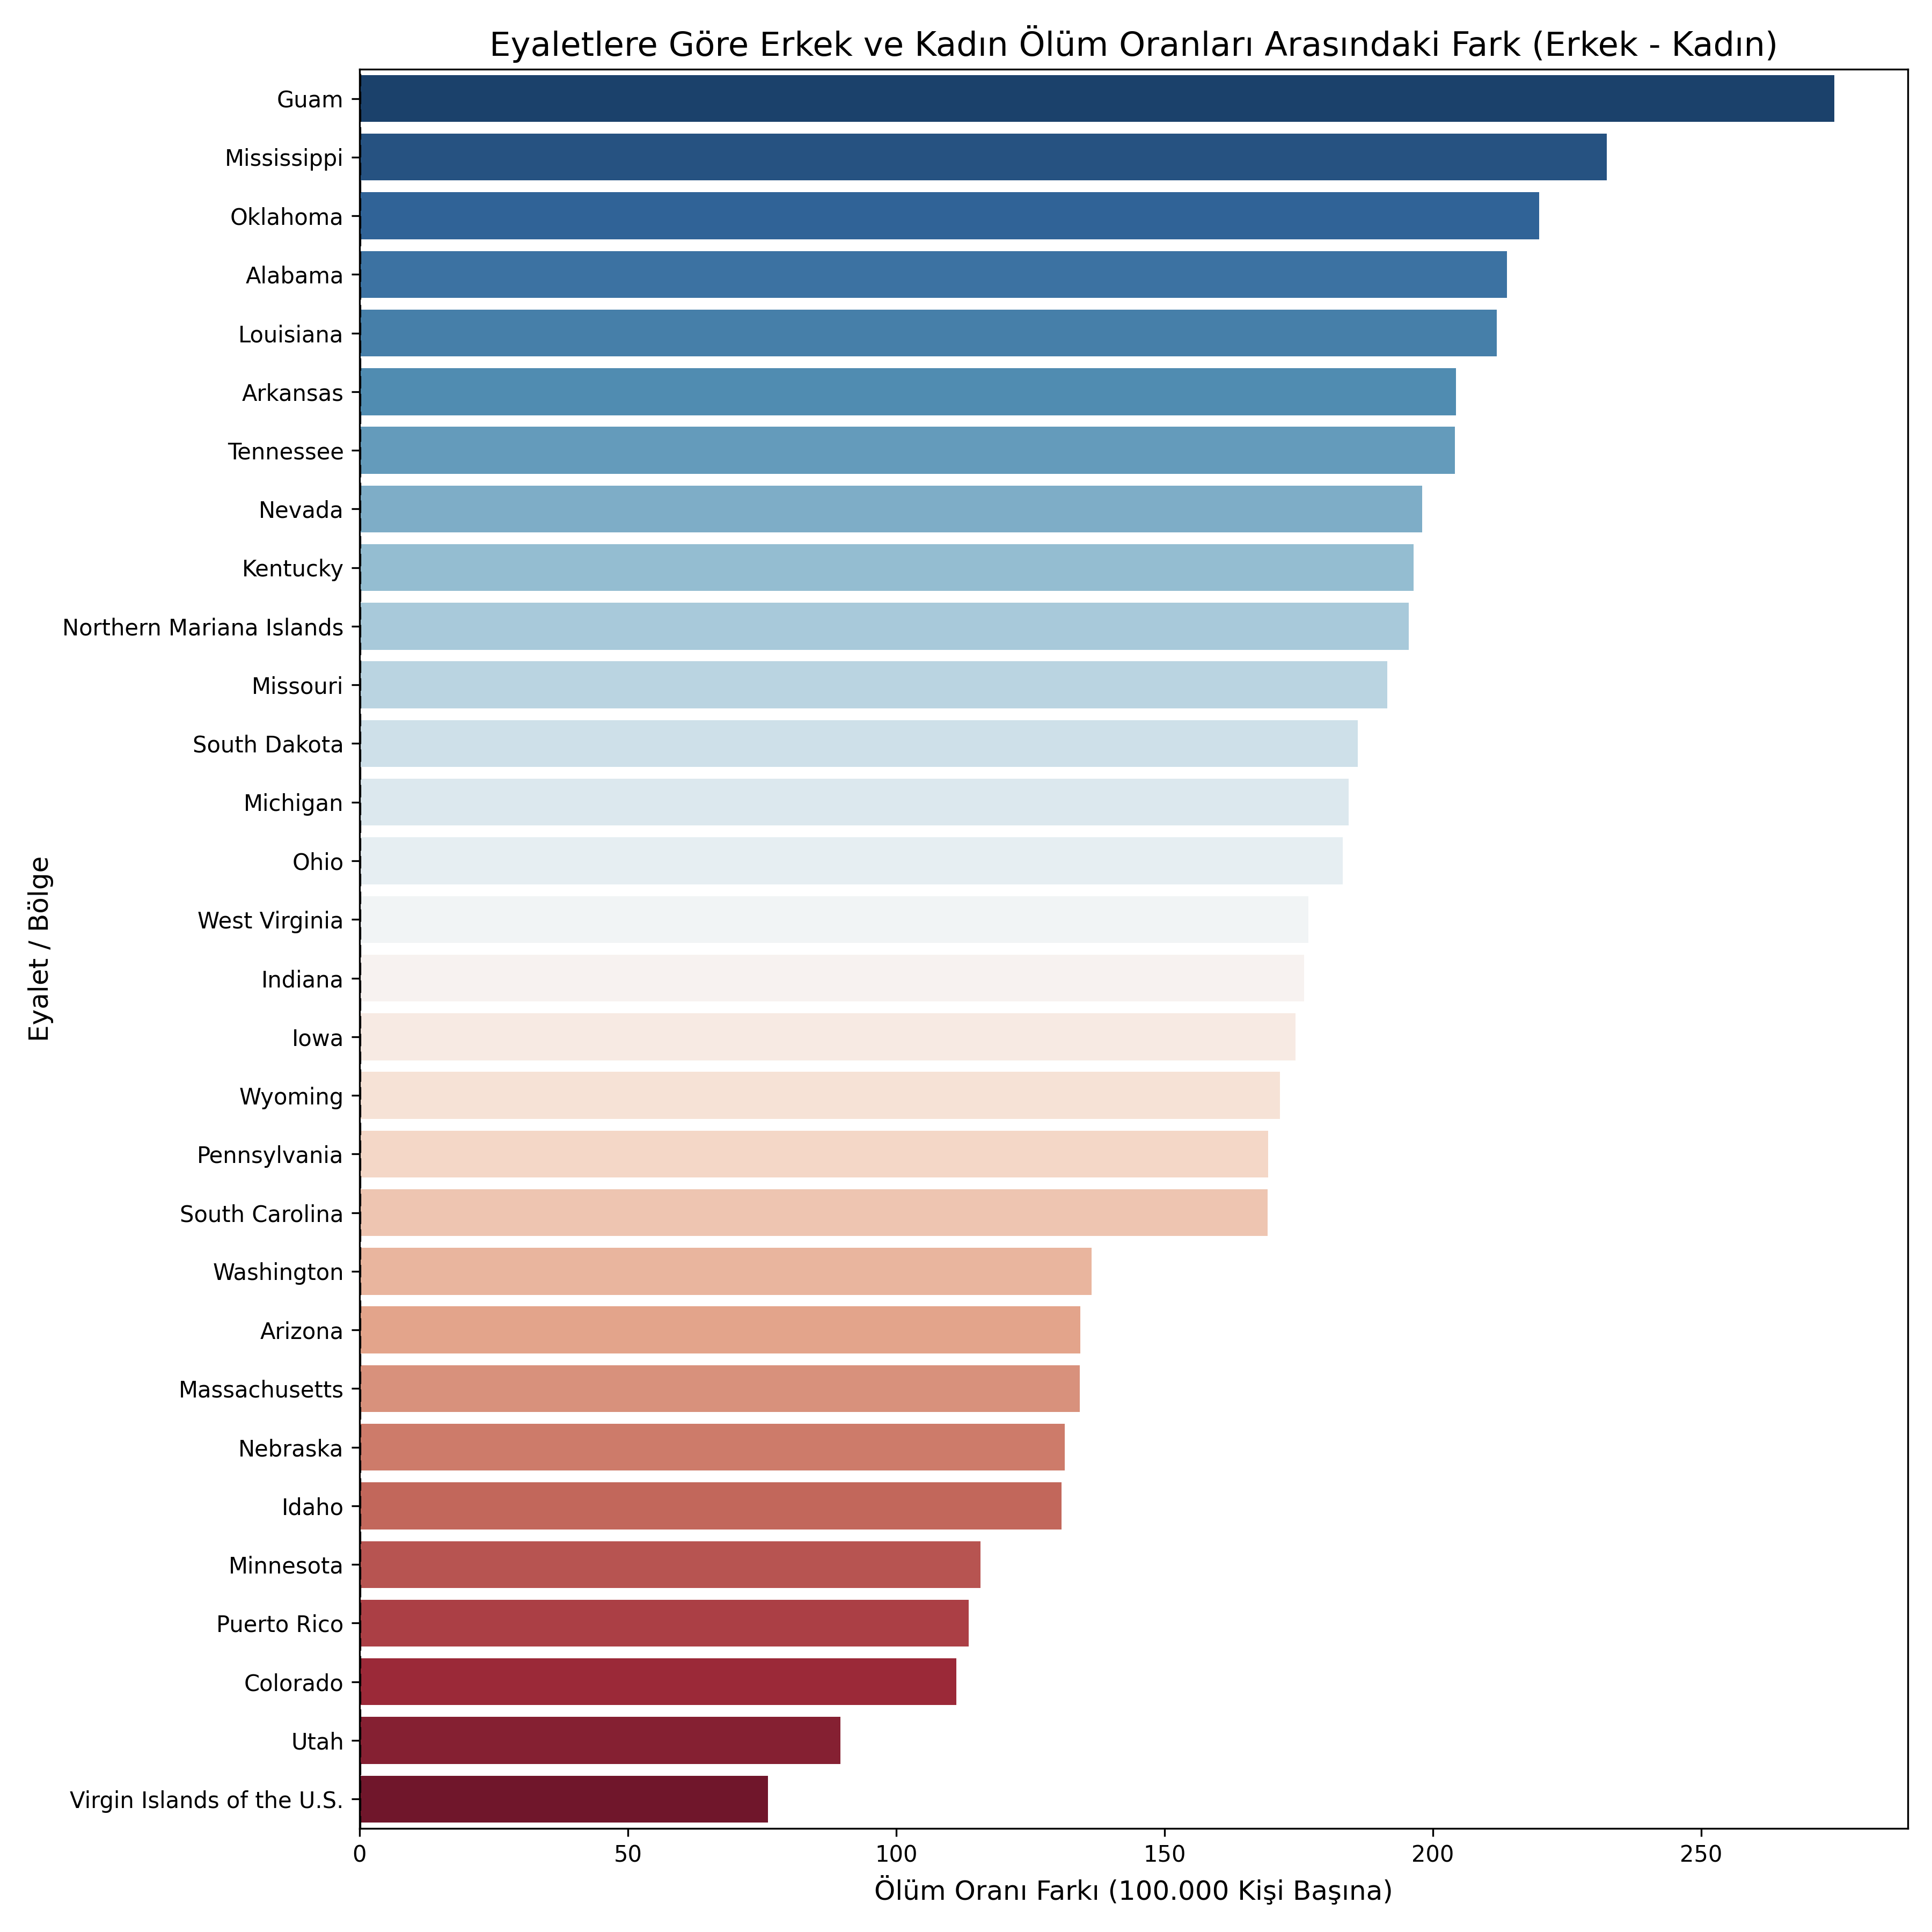 Eyaletlere Göre Erkek ve Kadın Ölüm Oranları Arasındaki Fark (Erkek - Kadın)
Eyalet / Bölge
Guam
Mississippi
Oklahoma
Alabama
Louisiana
Arkansas
Tennessee
Nevada
Kentucky
Northern Mariana Islands
Missouri
South Dakota
Michigan
Ohio
West Virginia
Indiana
Iowa
Wyoming
Pennsylvania
South Carolina
Washington
Arizona
Massachusetts
Nebraska
Idaho
Minnesota
Puerto Rico
Colorado
Utah
Virgin Islands of the U.S.
0 50 100 150 200 250
Ölüm Oranı Farkı (100.000 Kişi Başına)